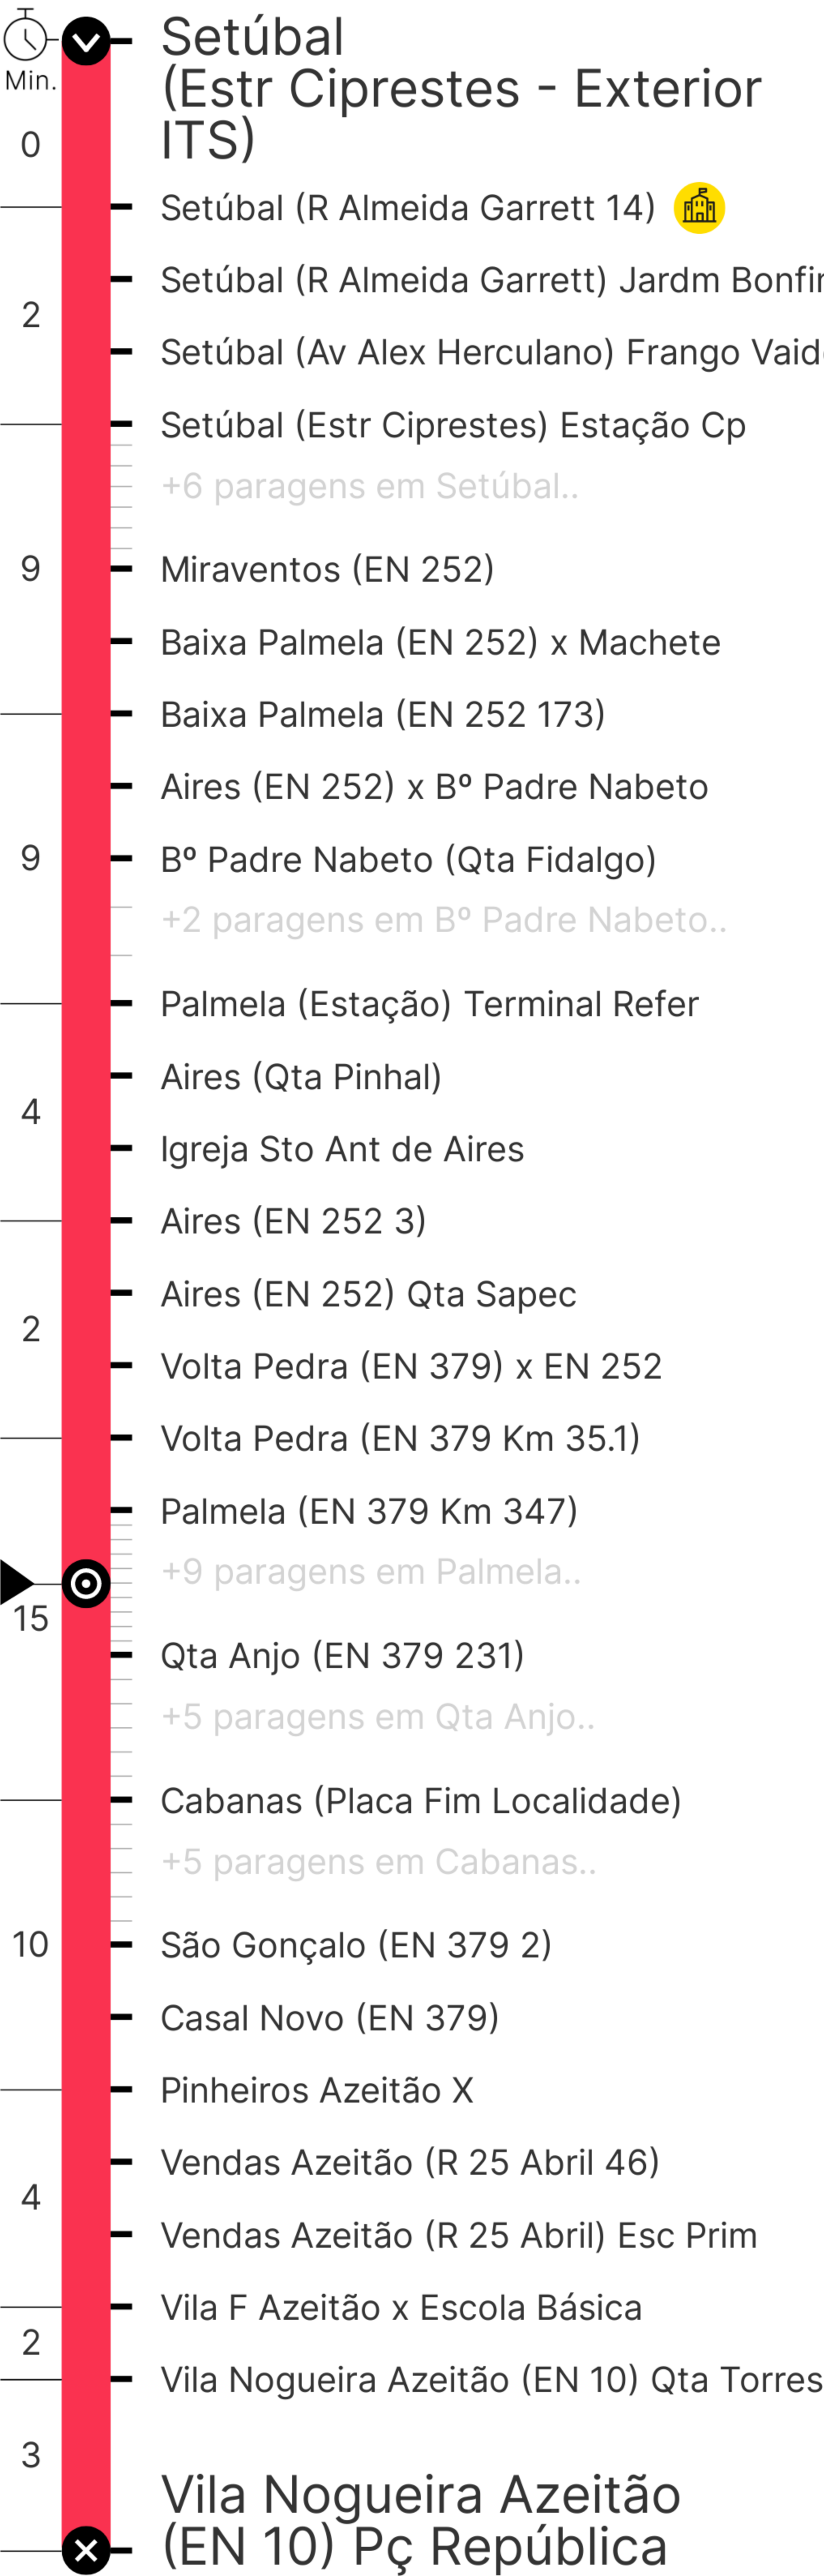 Setúbal
(Estr Ciprestes - Exterior
ITS)
Min.
0
Setúbal (R Almeida Garrett 14)
Setúbal (R Almeida Garrett) Jardm
2
Setúbal (Av Alex Herculano) Frango
Setúbal (Estr Ciprestes) Estação Cp
+6 paragens em Setúbal..
9
Miraventos (EN 252)
Baixa Palmela (EN 252) x Machete
Baixa Palmela (EN 252 173)
Aires (EN 252) x Bº Padre Nabeto
9
Bº Padre Nabeto (Qta Fidalgo)
+2 paragens em Bº Padre Nabeto..
Palmela (Estação) Terminal Refer
Aires (Qta Pinhal)
4
Igreja Sto Ant de Aires
Aires (EN 252 3)
Aires (EN 252) Qta Sapec
2
Volta Pedra (EN 379) x EN 252
Volta Pedra (EN 379 Km 35.1)
Palmela (EN 379 Km 347)
+9 paragens em Palmela..
15
Qta Anjo (EN 379 231)
+5 paragens em Qta Anjo..
Cabanas (Placa Fim Localidade)
+5 paragens em Cabanas..
10
São Gonçalo (EN 379 2)
Casal Novo (EN 379)
Pinheiros Azeitão X
Vendas Azeitão (R 25 Abril 46)
4
Vendas Azeitão (R 25 Abril) Esc Prim
Vila F Azeitão x Escola Básica
2
Vila Nogueira Azeitão (EN 10) Qta Torres
3
Vila Nogueira Azeitão
(EN 10) Pç República